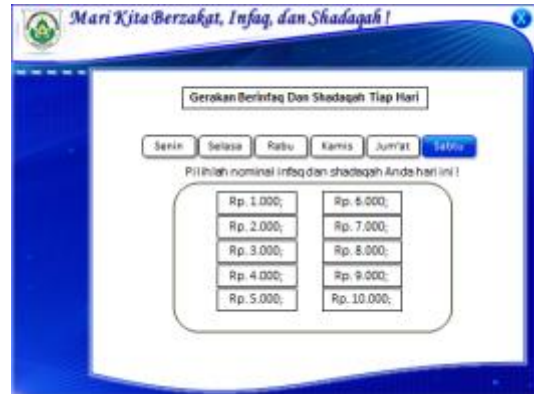 Mari Kita Berzakat, Infaq, dan Shadaqah !
Gerakan Berinfaq Dan Shadaqah Tiap Hari
Senin Selasa Rabu Kamis Jum'at Sabtu
Pilihlah nominal infaq dan shadaqah Anda hari ini !
Rp. 1.000; Rp. 6.000;
Rp. 2.000; Rp. 7.000;
Rp. 3.000; Rp. 8.000;
Rp. 4.000; Rp. 9.000;
Rp. 5.000; Rp. 10.000;